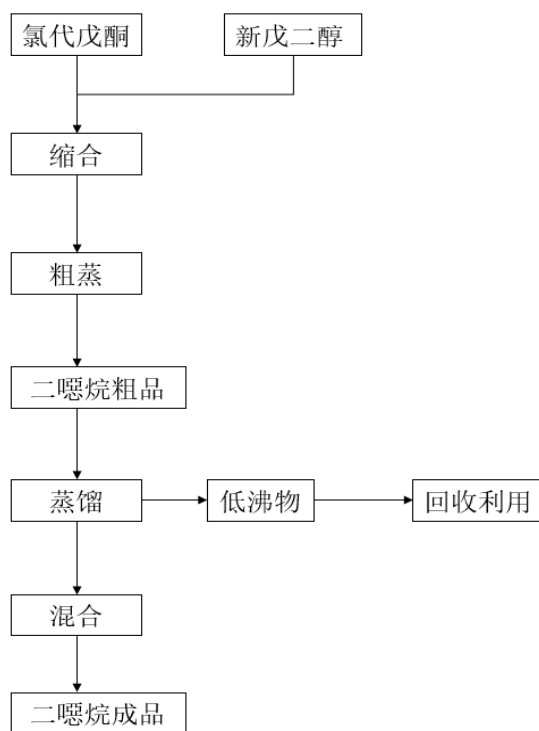 氯代戊酮
新戊二醇
缩合
粗蒸
二噁烷粗品
蒸馏
低沸物
回收利用
混合
二噁烷成品